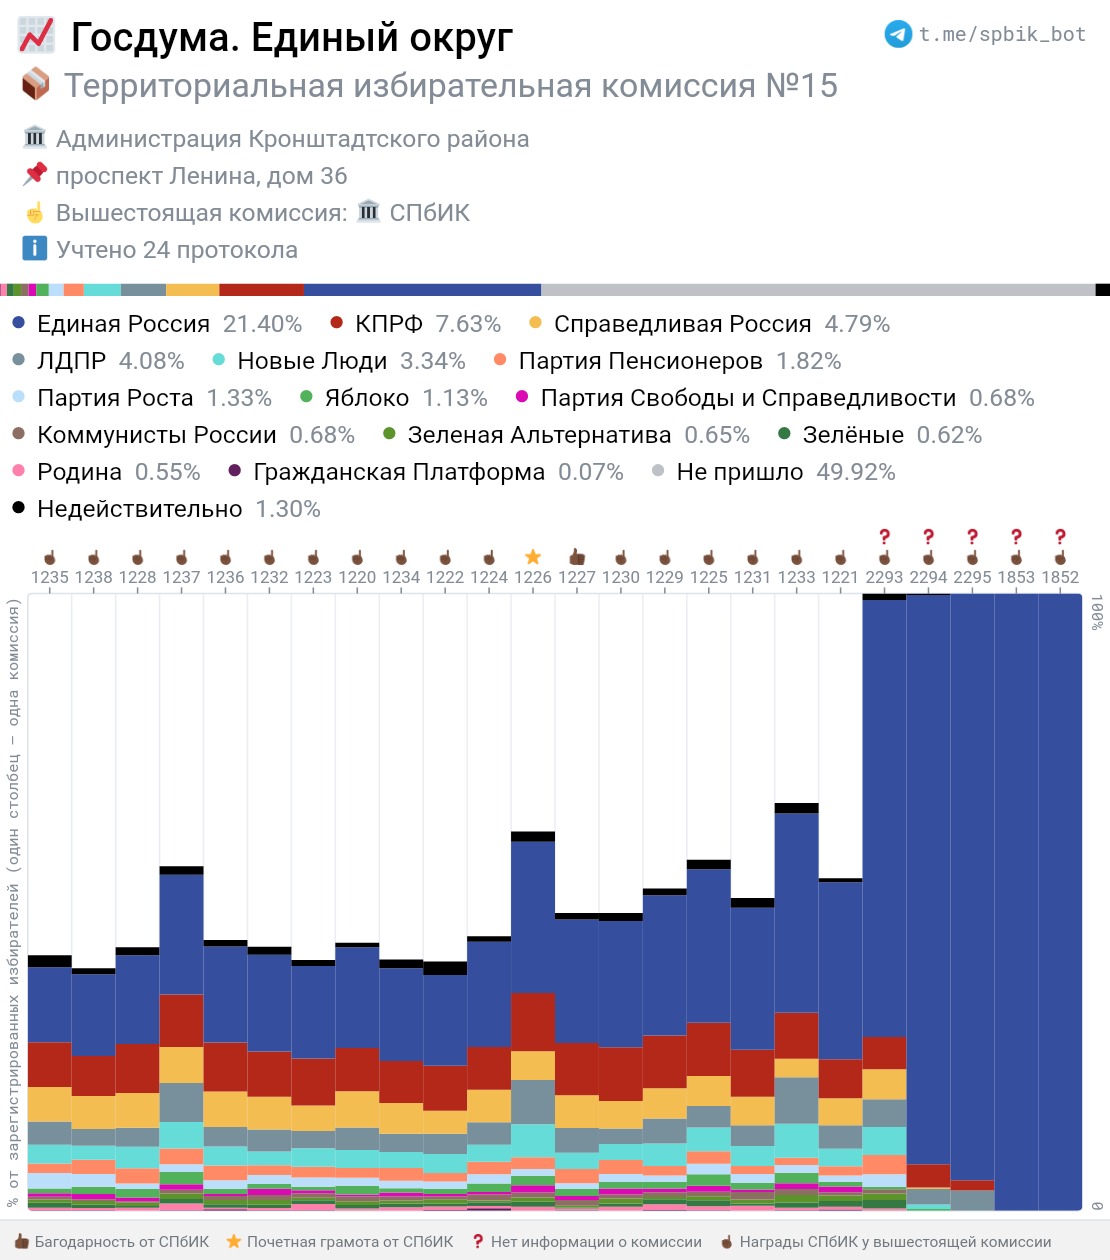 Госдума. Единый округ
t.me/spbik_bot
Территориальная избирательная комиссия №15
Администрация Кронштадтского района
проспект Ленина, дом 36
Вышестоящая комиссия: СПбИК
Учтено 24 протокола
Единая Россия 21.40% КПРФ 7.63% Справедливая Россия 4.79%
ЛДПР 4.08% Новые Люди 3.34% Партия Пенсионеров 1.82%
Партия Роста 1.33% Яблоко 1.13% Партия Свободы и Справедливости 0.68%
Коммунисты России 0.68% Зеленая Альтернатива 0.65% Зелёные 0.62%
Родина 0.55% Гражданская Платформа 0.07% Не пришло 49.92%
Недействительно 1.30%
1235 1238 1228 1237 1236 1232 1223 1220 1234 1222 1224 1226 1227 1230 1229 1225 1231 1233 1221 2293 2294 2295 1853 1852
% от зарегистрированных избирателей (один столбец — одна комиссия)
100%
0
Багодарность от СПбИК Почетная грамота от СПбИК Нет информации о комиссии Награды СПбИК у вышестоящей комиссии